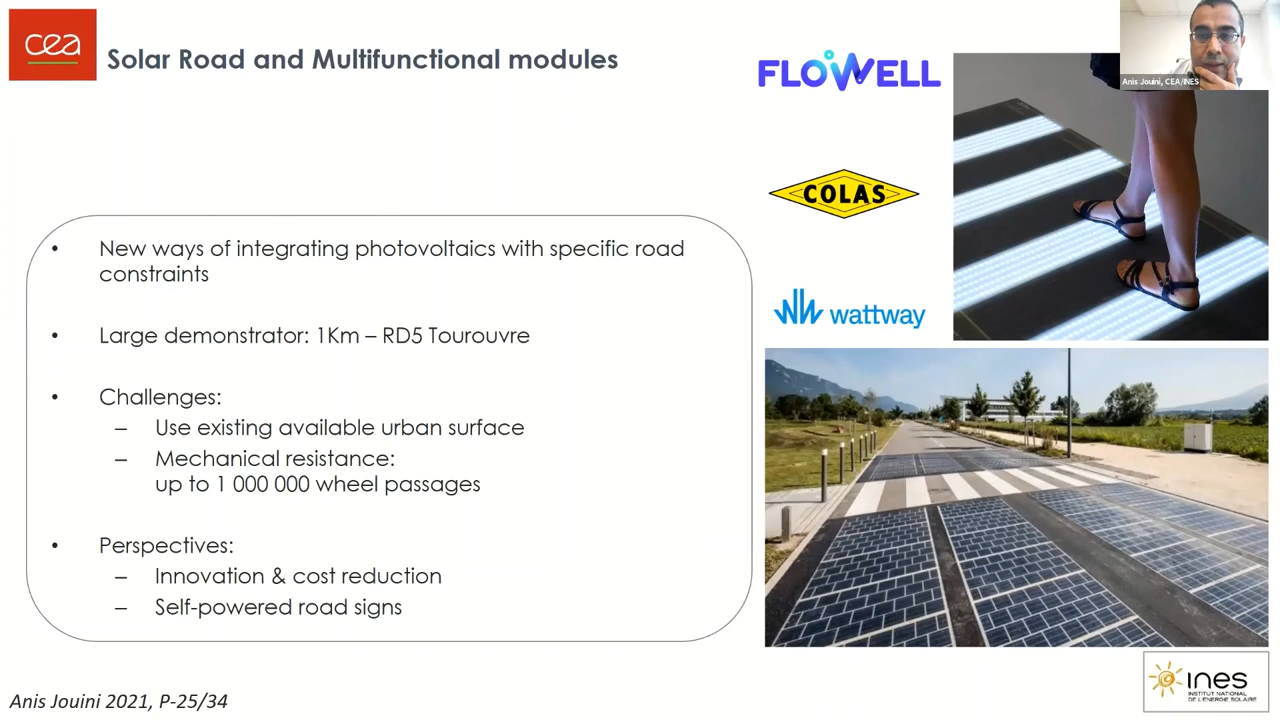 cea
Solar Road and Multifunctional modules
FLOWELL
Anis Jouini, CEA/INES
COLAS
wattway
• New ways of integrating photovoltaics with specific road
constraints
• Large demonstrator: 1Km – RD5 Tourouvre
• Challenges:
– Use existing available urban surface
– Mechanical resistance:
up to 1 000 000 wheel passages
• Perspectives:
– Innovation & cost reduction
– Self-powered road signs
ines
INSTITUT NATIONAL
DE L'ÉNERGIE SOLAIRE
Anis Jouini 2021, P-25/34